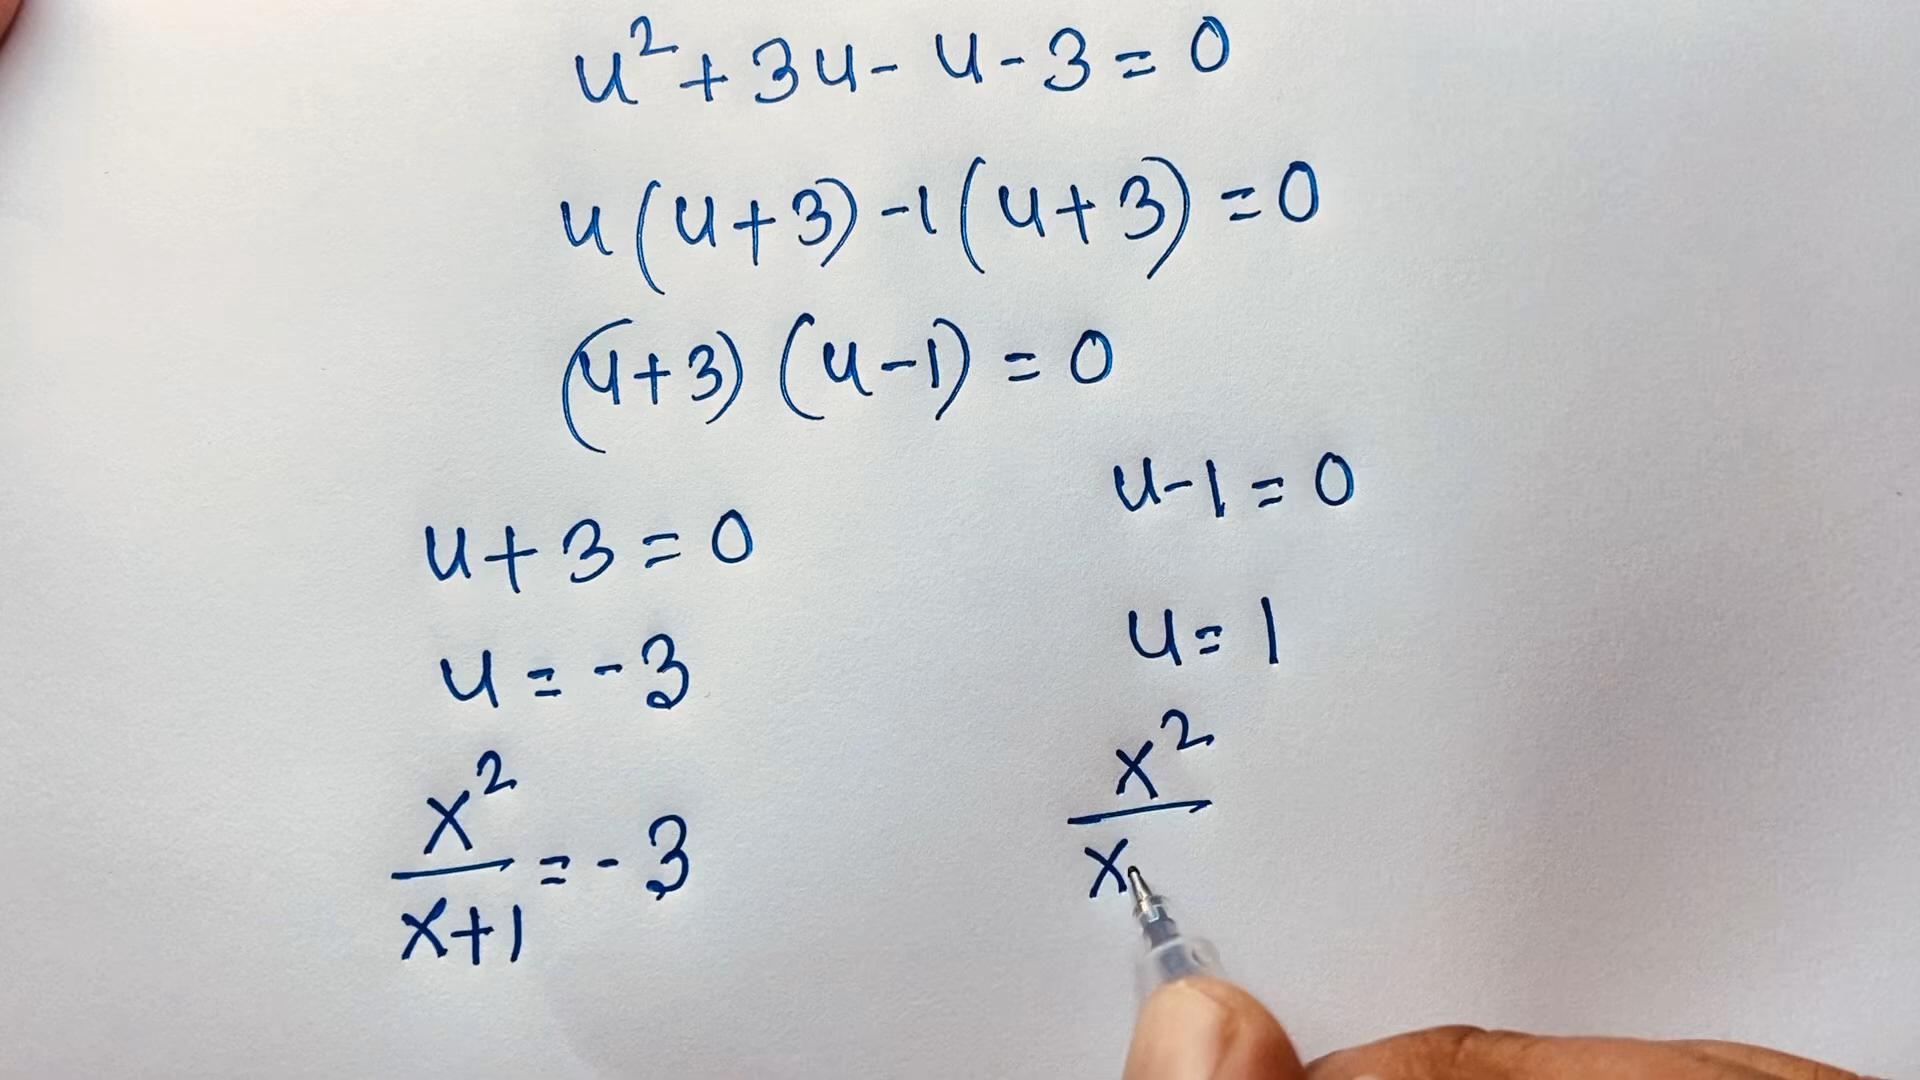 u² + 3u - u - 3 = 0
u(u+3) -1(u+3) = 0
(u+3) (u-1) = 0
u-1 = 0
u+3 = 0
u = 1
u = -3
x²/x
x²/x+1 = -3